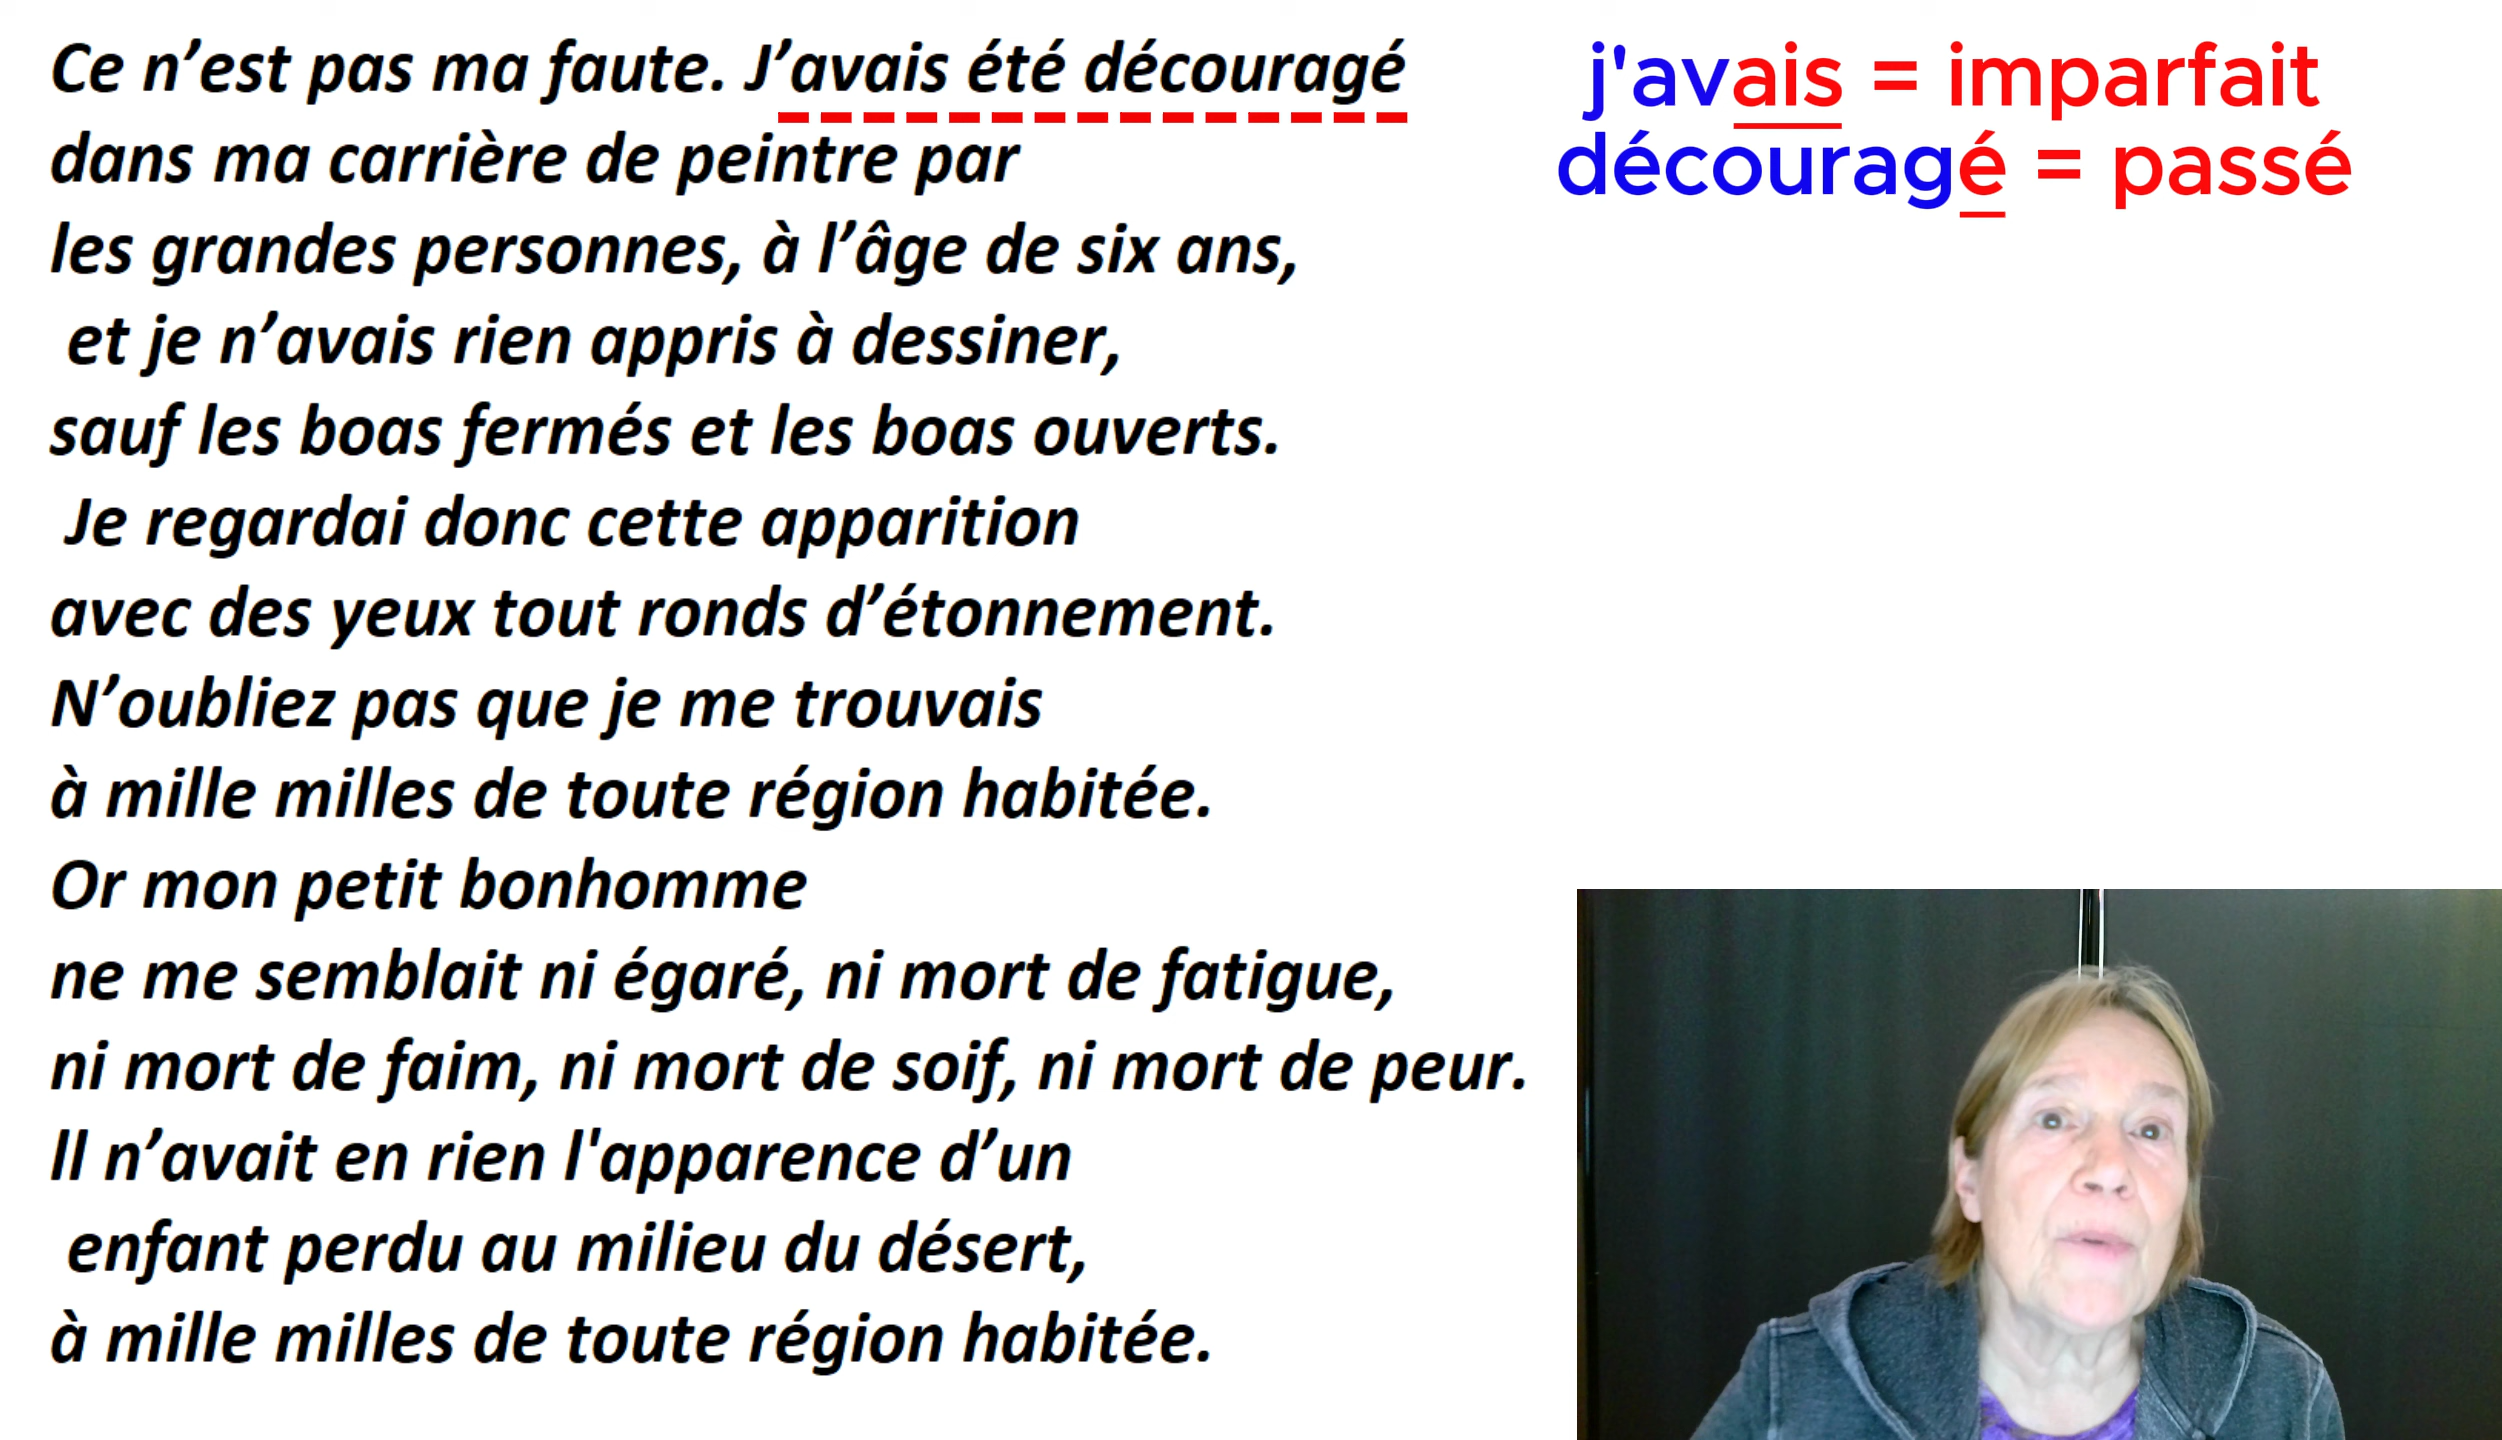 Ce n’est pas ma faute. J’avais été découragé
dans ma carrière de peintre par
les grandes personnes, à l’âge de six ans,
et je n’avais rien appris à dessiner,
sauf les boas fermés et les boas ouverts.
Je regardai donc cette apparition
avec des yeux tout ronds d’étonnement.
N’oubliez pas que je me trouvais
à mille milles de toute région habitée.
Or mon petit bonhomme
ne me semblait ni égaré, ni mort de fatigue,
ni mort de faim, ni mort de soif, ni mort de peur.
Il n’avait en rien l'apparence d’un
enfant perdu au milieu du désert,
à mille milles de toute région habitée.
j'avais = imparfait
découragé = passé